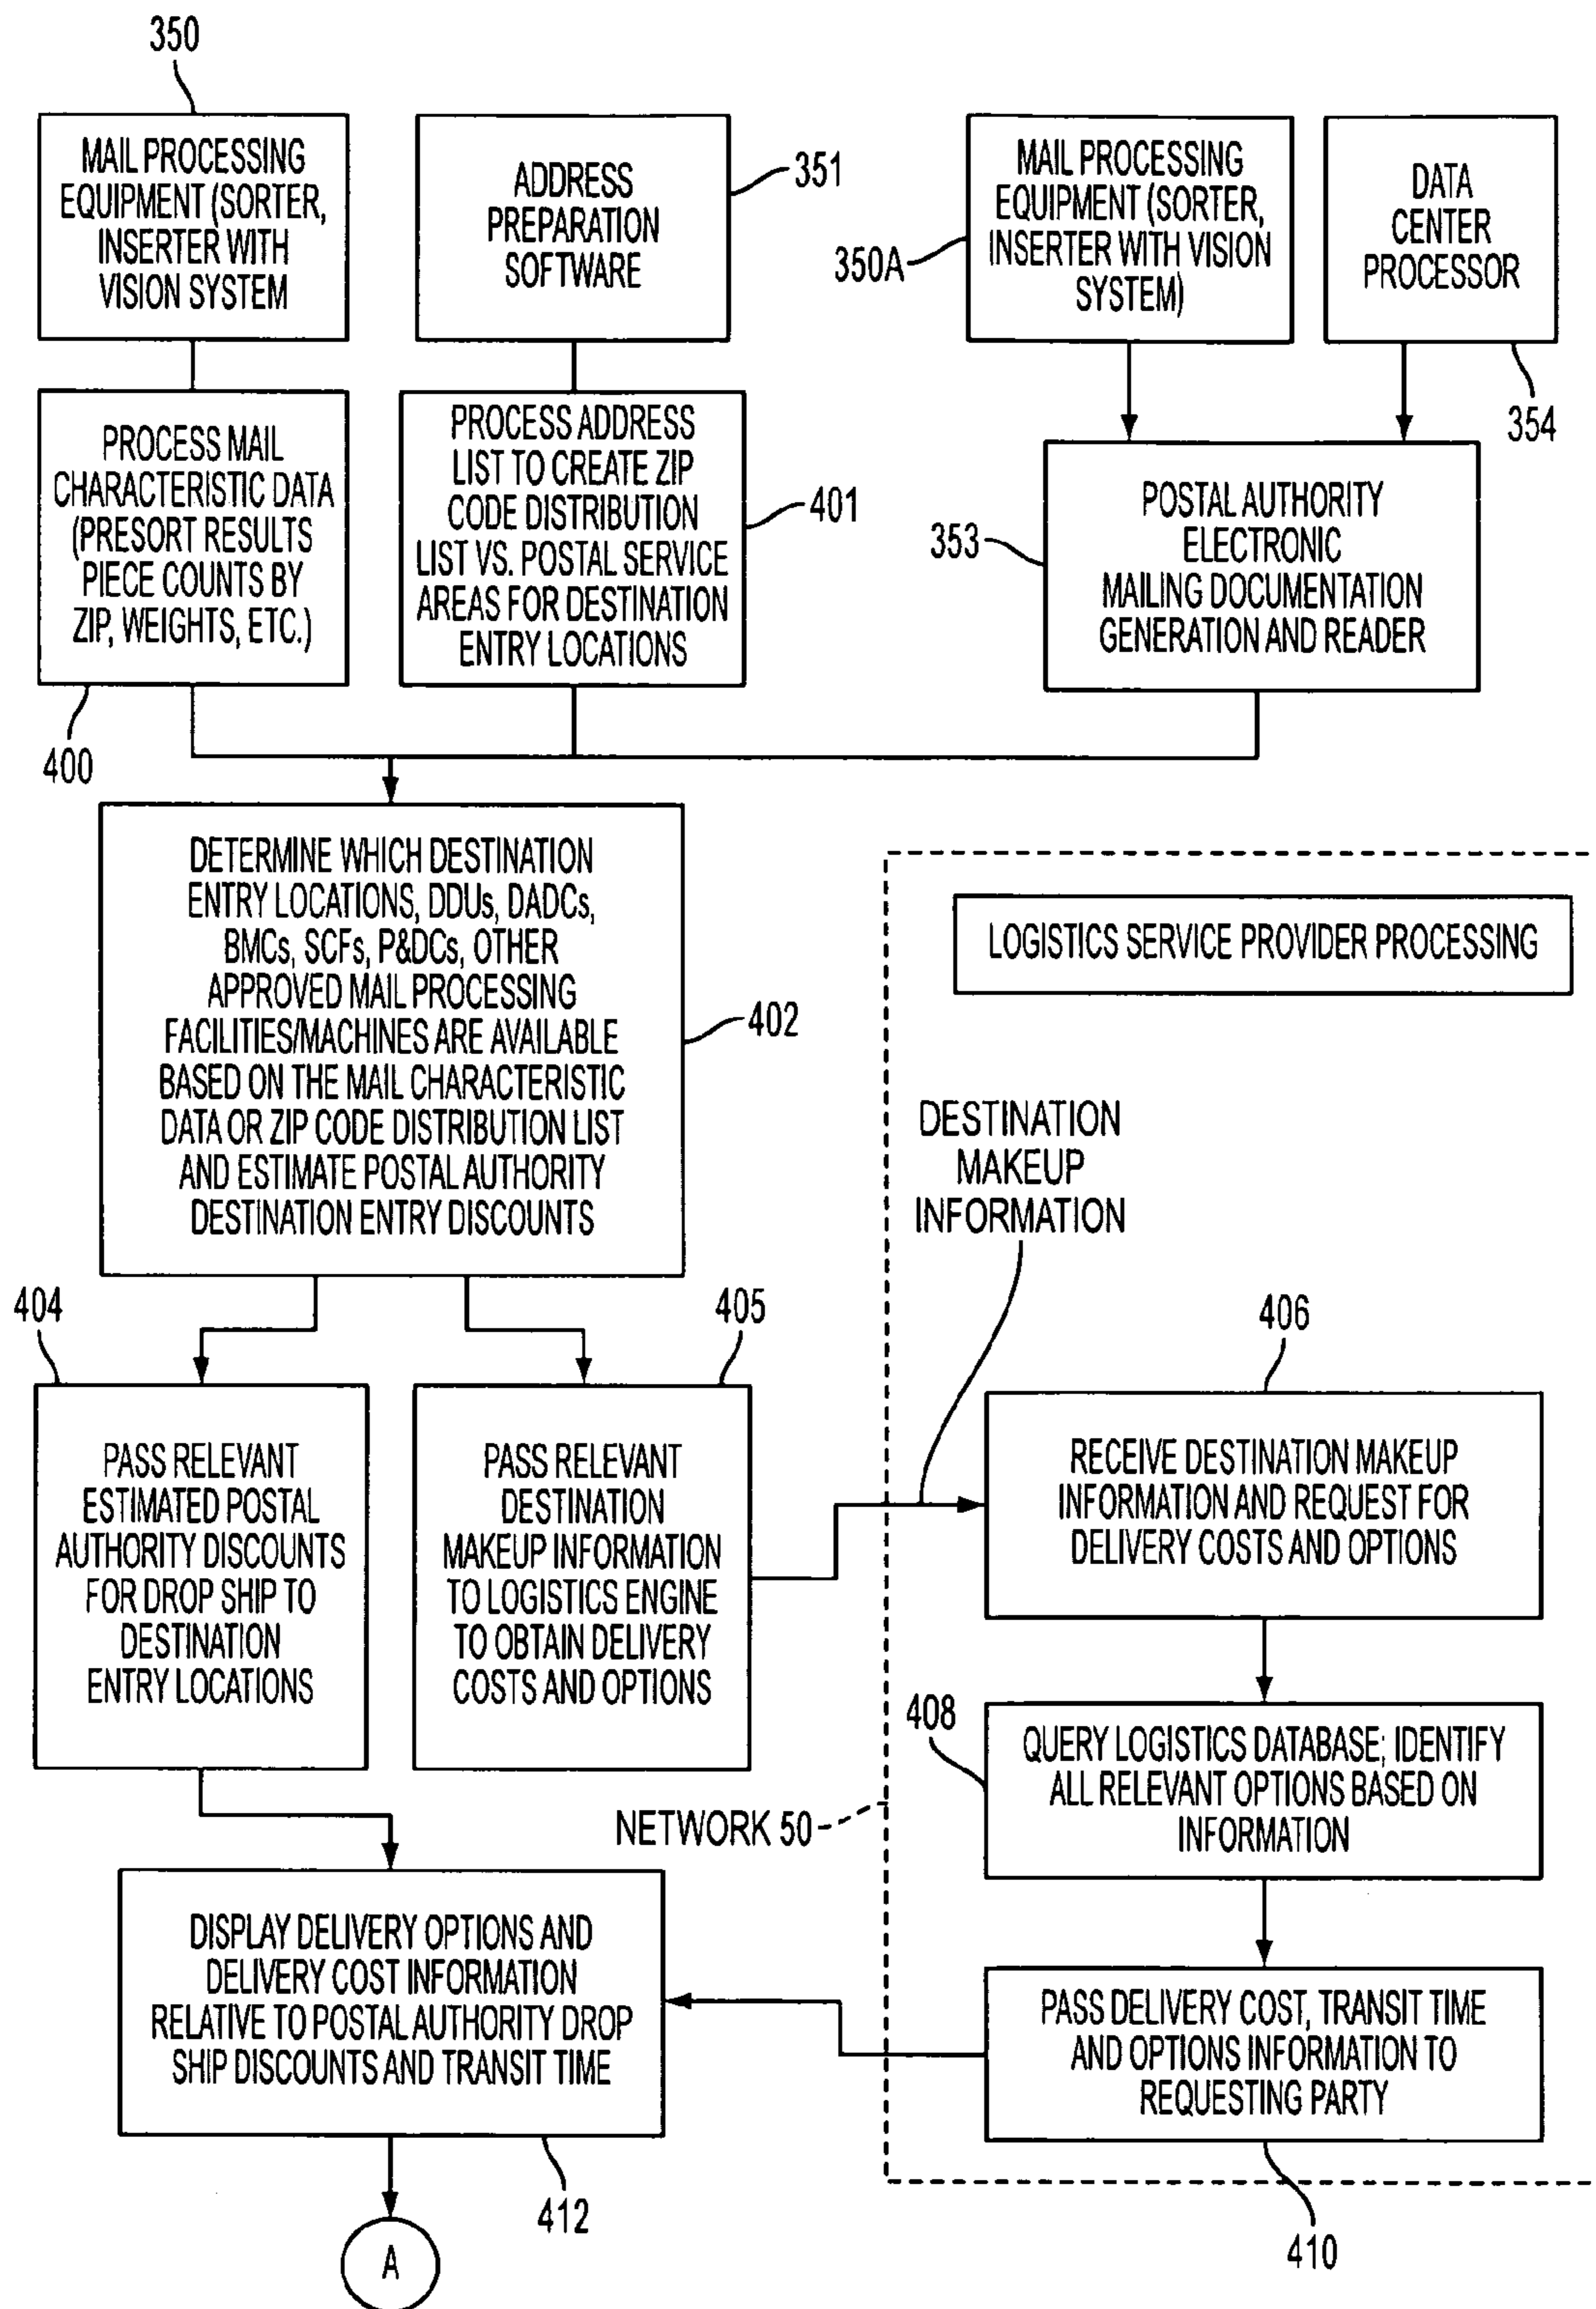 350
MAIL PROCESSING
EQUIPMENT (SORTER,
INSERTER WITH
VISION SYSTEM
ADDRESS
PREPARATION
SOFTWARE
351
350A
MAIL PROCESSING
EQUIPMENT (SORTER,
INSERTER WITH VISION
SYSTEM)
DATA
CENTER
PROCESSOR
354
PROCESS MAIL
CHARACTERISTIC DATA
(PRESORT RESULTS
PIECE COUNTS BY
ZIP, WEIGHTS, ETC.)
400
PROCESS ADDRESS
LIST TO CREATE ZIP
CODE DISTRIBUTION
LIST VS. POSTAL SERVICE
AREAS FOR DESTINATION
ENTRY LOCATIONS
401
353
POSTAL AUTHORITY
ELECTRONIC
MAILING DOCUMENTATION
GENERATION AND READER
DETERMINE WHICH DESTINATION
ENTRY LOCATIONS, DDUs, DADCs,
BMCs, SCFs, P&DCs, OTHER
APPROVED MAIL PROCESSING
FACILITIES/MACHINES ARE AVAILABLE
BASED ON THE MAIL CHARACTERISTIC
DATA OR ZIP CODE DISTRIBUTION LIST
AND ESTIMATE POSTAL AUTHORITY
DESTINATION ENTRY DISCOUNTS
402
LOGISTICS SERVICE PROVIDER PROCESSING
DESTINATION
MAKEUP
INFORMATION
404
PASS RELEVANT
ESTIMATED POSTAL
AUTHORITY DISCOUNTS
FOR DROP SHIP TO
DESTINATION
ENTRY LOCATIONS
405
PASS RELEVANT
DESTINATION
MAKEUP INFORMATION
TO LOGISTICS ENGINE
TO OBTAIN DELIVERY
COSTS AND OPTIONS
406
RECEIVE DESTINATION MAKEUP
INFORMATION AND REQUEST FOR
DELIVERY COSTS AND OPTIONS
408
QUERY LOGISTICS DATABASE; IDENTIFY
ALL RELEVANT OPTIONS BASED ON
INFORMATION
NETWORK 50
DISPLAY DELIVERY OPTIONS AND
DELIVERY COST INFORMATION
RELATIVE TO POSTAL AUTHORITY DROP
SHIP DISCOUNTS AND TRANSIT TIME
412
PASS DELIVERY COST, TRANSIT TIME
AND OPTIONS INFORMATION TO
REQUESTING PARTY
410
A